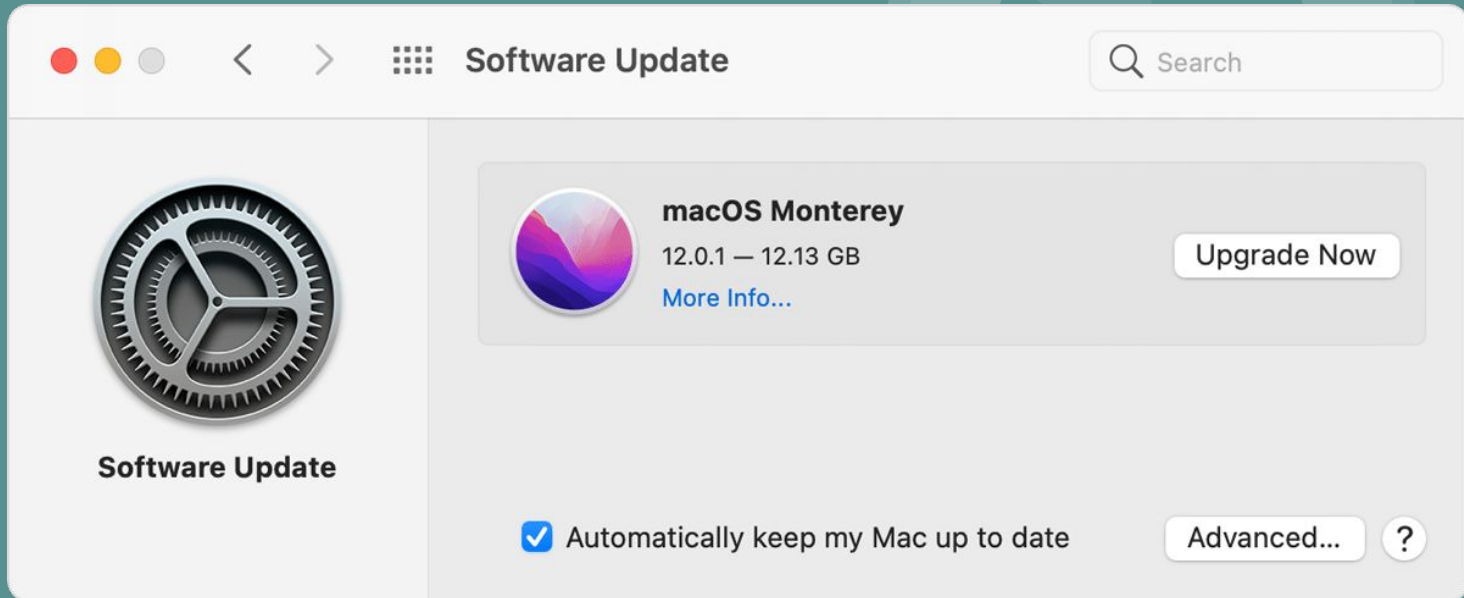 Software Update
Search
macOS Monterey
12.0.1 — 12.13 GB
More Info...
Upgrade Now
Software Update
Automatically keep my Mac up to date
Advanced...
?